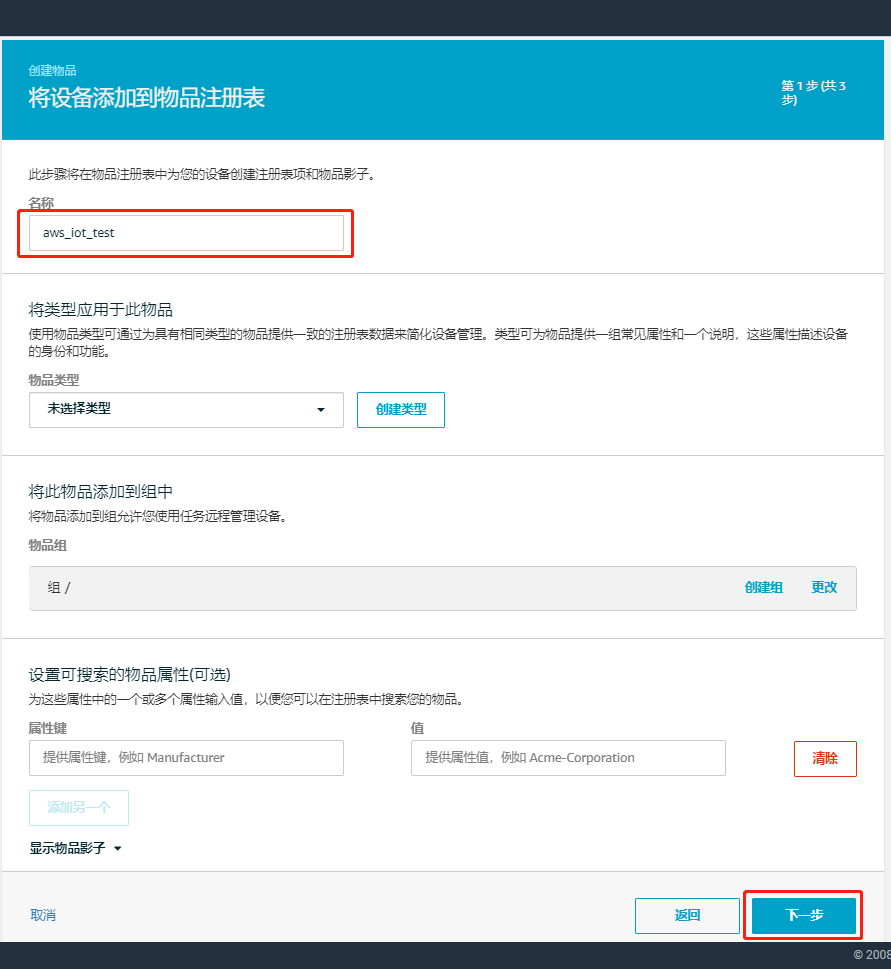 创建物品
将设备添加到物品注册表
第 1 步 (共 3
步)
此步骤将在物品注册表中为您的设备创建注册表项和物品影子。
名称
aws_iot_test
将类型应用于此物品
使用物品类型可通过为具有相同类型的物品提供一致的注册表数据来简化设备管理。类型可为物品提供一组常见属性和一个说明，这些属性描述设备
的身份和功能。
物品类型
未选择类型
创建类型
将此物品添加到组中
将物品添加到组允许您使用任务远程管理设备。
物品组
组 /
创建组 更改
设置可搜索的物品属性(可选)
为这些属性中的一个或多个属性输入值，以便您可以在注册表中搜索您的物品。
属性键 值
提供属性键，例如 Manufacturer 提供属性值，例如 Acme-Corporation 清除
添加另一个
显示物品影子
取消 返回 下一步
© 2008